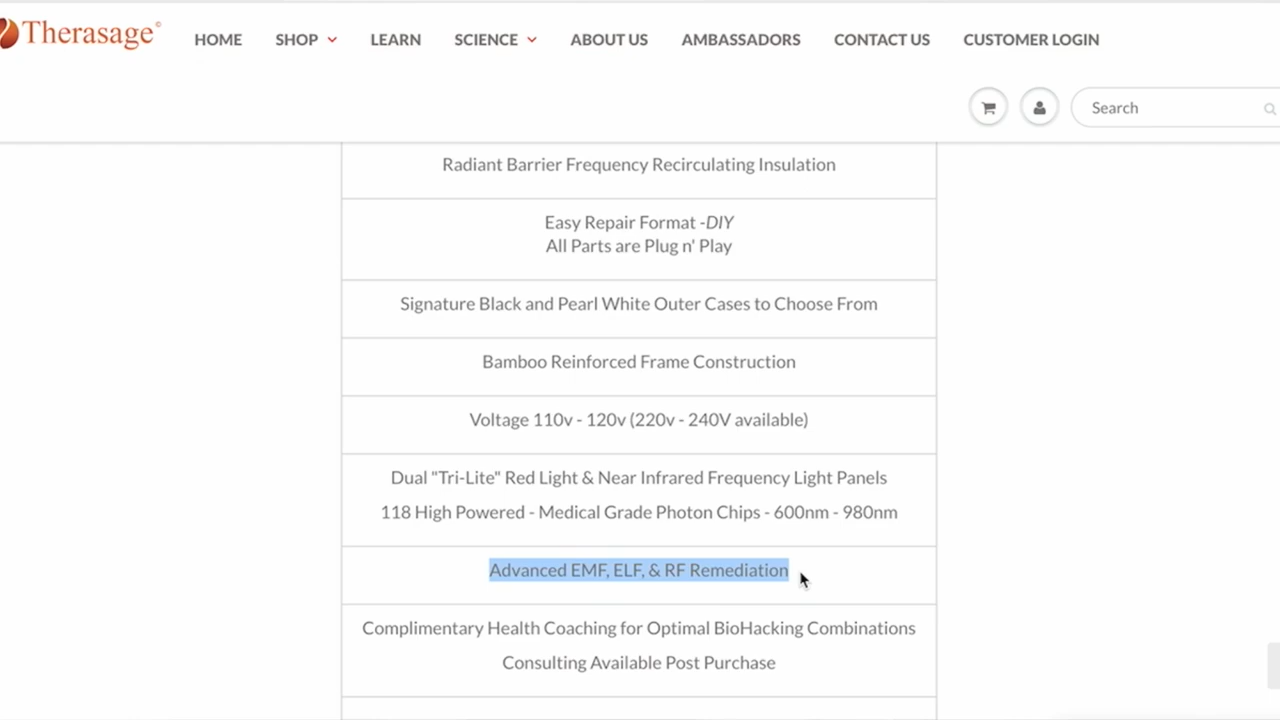 Therasage©
HOME SHOP LEARN SCIENCE ABOUT US AMBASSADORS CONTACT US CUSTOMER LOGIN
Search
Radiant Barrier Frequency Recirculating Insulation
Easy Repair Format -DIY
All Parts are Plug n' Play
Signature Black and Pearl White Outer Cases to Choose From
Bamboo Reinforced Frame Construction
Voltage 110v - 120v (220v - 240V available)
Dual "Tri-Lite" Red Light & Near Infrared Frequency Light Panels
118 High Powered - Medical Grade Photon Chips - 600nm - 980nm
Advanced EMF, ELF, & RF Remediation
Complimentary Health Coaching for Optimal BioHacking Combinations
Consulting Available Post Purchase